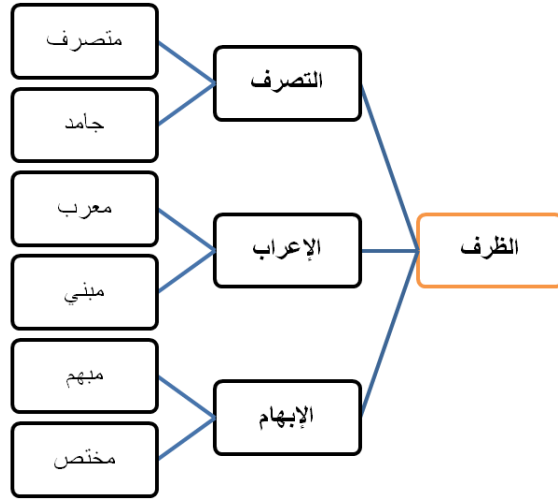 الظرف
التصرف
متصرف
جامد
الإعراب
معرب
مبني
الإبهام
مبهم
مختص